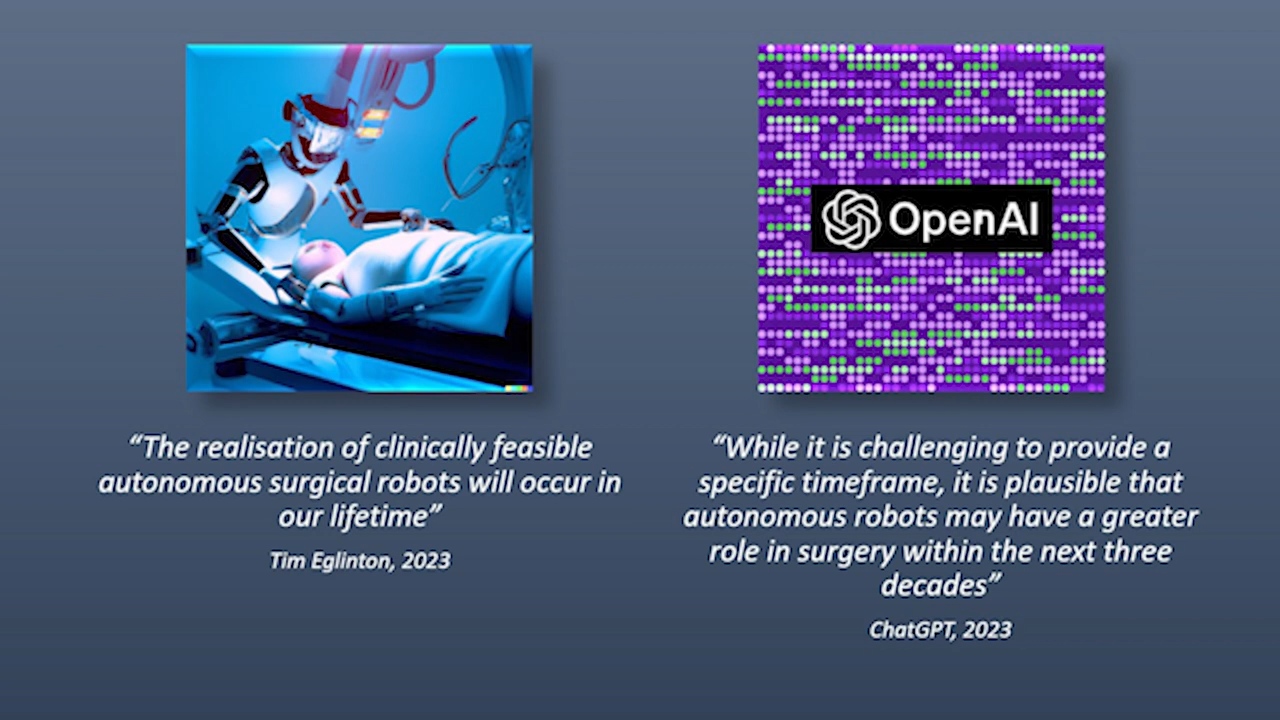 OpenAI
“The realisation of clinically feasible
autonomous surgical robots will occur in
our lifetime”
Tim Eglinton, 2023
“While it is challenging to provide a
specific timeframe, it is plausible that
autonomous robots may have a greater
role in surgery within the next three
decades”
ChatGPT, 2023